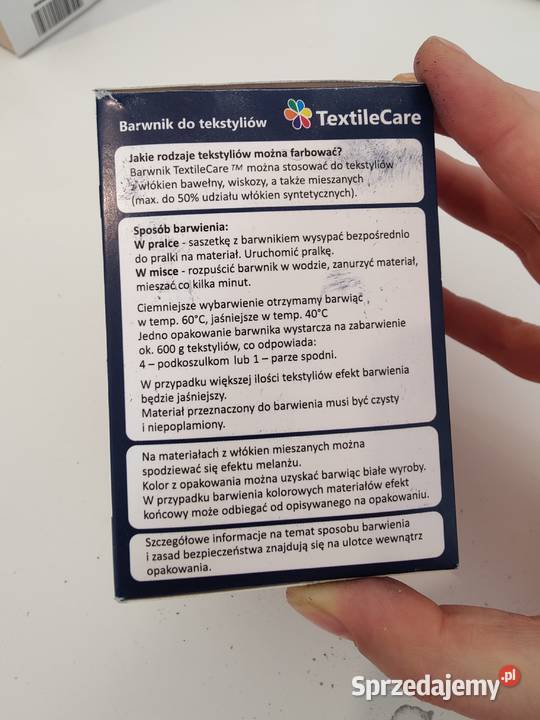 Barwnik do tekstyliów TextileCare
Jakie rodzaje tekstyliów można farbować?
Barwnik TextileCare™ można stosować do tekstyliów
z włókien bawełny, wiskozy, a także mieszanych
(max. do 50% udziału włókien syntetycznych).
Sposób barwienia:
W pralce - saszetkę z barwnikiem wysypać bezpośrednio
do pralki na materiał. Uruchomić pralkę.
W misce - rozpuścić barwnik w wodzie, zanurzyć materiał,
mieszać co kilka minut.
Ciemniejsze wybarwienie otrzymamy barwiąc
w temp. 60°C, jaśniejsze w temp. 40°C
Jedno opakowanie barwnika wystarcza na zabarwienie
ok. 600 g tekstyliów, co odpowiada:
4 – podkoszulkom lub 1 – parze spodni.
W przypadku większej ilości tekstyliów efekt barwienia
będzie jaśniejszy.
Materiał przeznaczony do barwienia musi być czysty
i niepoplamiony.
Na materiałach z włókien mieszanych można
spodziewać się efektu melanżu.
Kolor z opakowania można uzyskać barwiąc białe wyroby.
W przypadku barwienia kolorowych materiałów efekt
końcowy może odbiegać od opisywanego na opakowaniu.
Szczegółowe informacje na temat sposobu barwienia
i zasad bezpieczeństwa znajdują się na ulotce wewnątrz
opakowania.
Sprzedajemy.pl